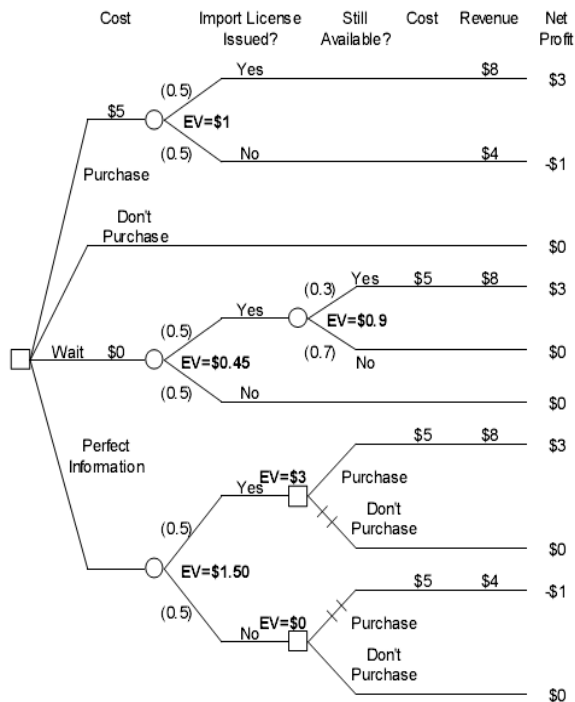 Cost Import License Issued? Still Available? Cost Revenue Net Profit
Yes $8 $3
(0.5)
$5 EV=$1
(0.5) No $4 -$1
Purchase
Don't
Purchase
$0
(0.3) Yes $5 $8 $3
Yes
(0.5) EV=$0.9
Wait $0 (0.7) No $0
EV=$0.45
(0.5) No $0
$5 $8 $3
Perfect
Information
EV=$3 Purchase
Yes
Don't
Purchase
(0.5) $0
EV=$1.50 $5 $4 -$1
(0.5) EV=$0 Purchase
No
Don't
Purchase
$0